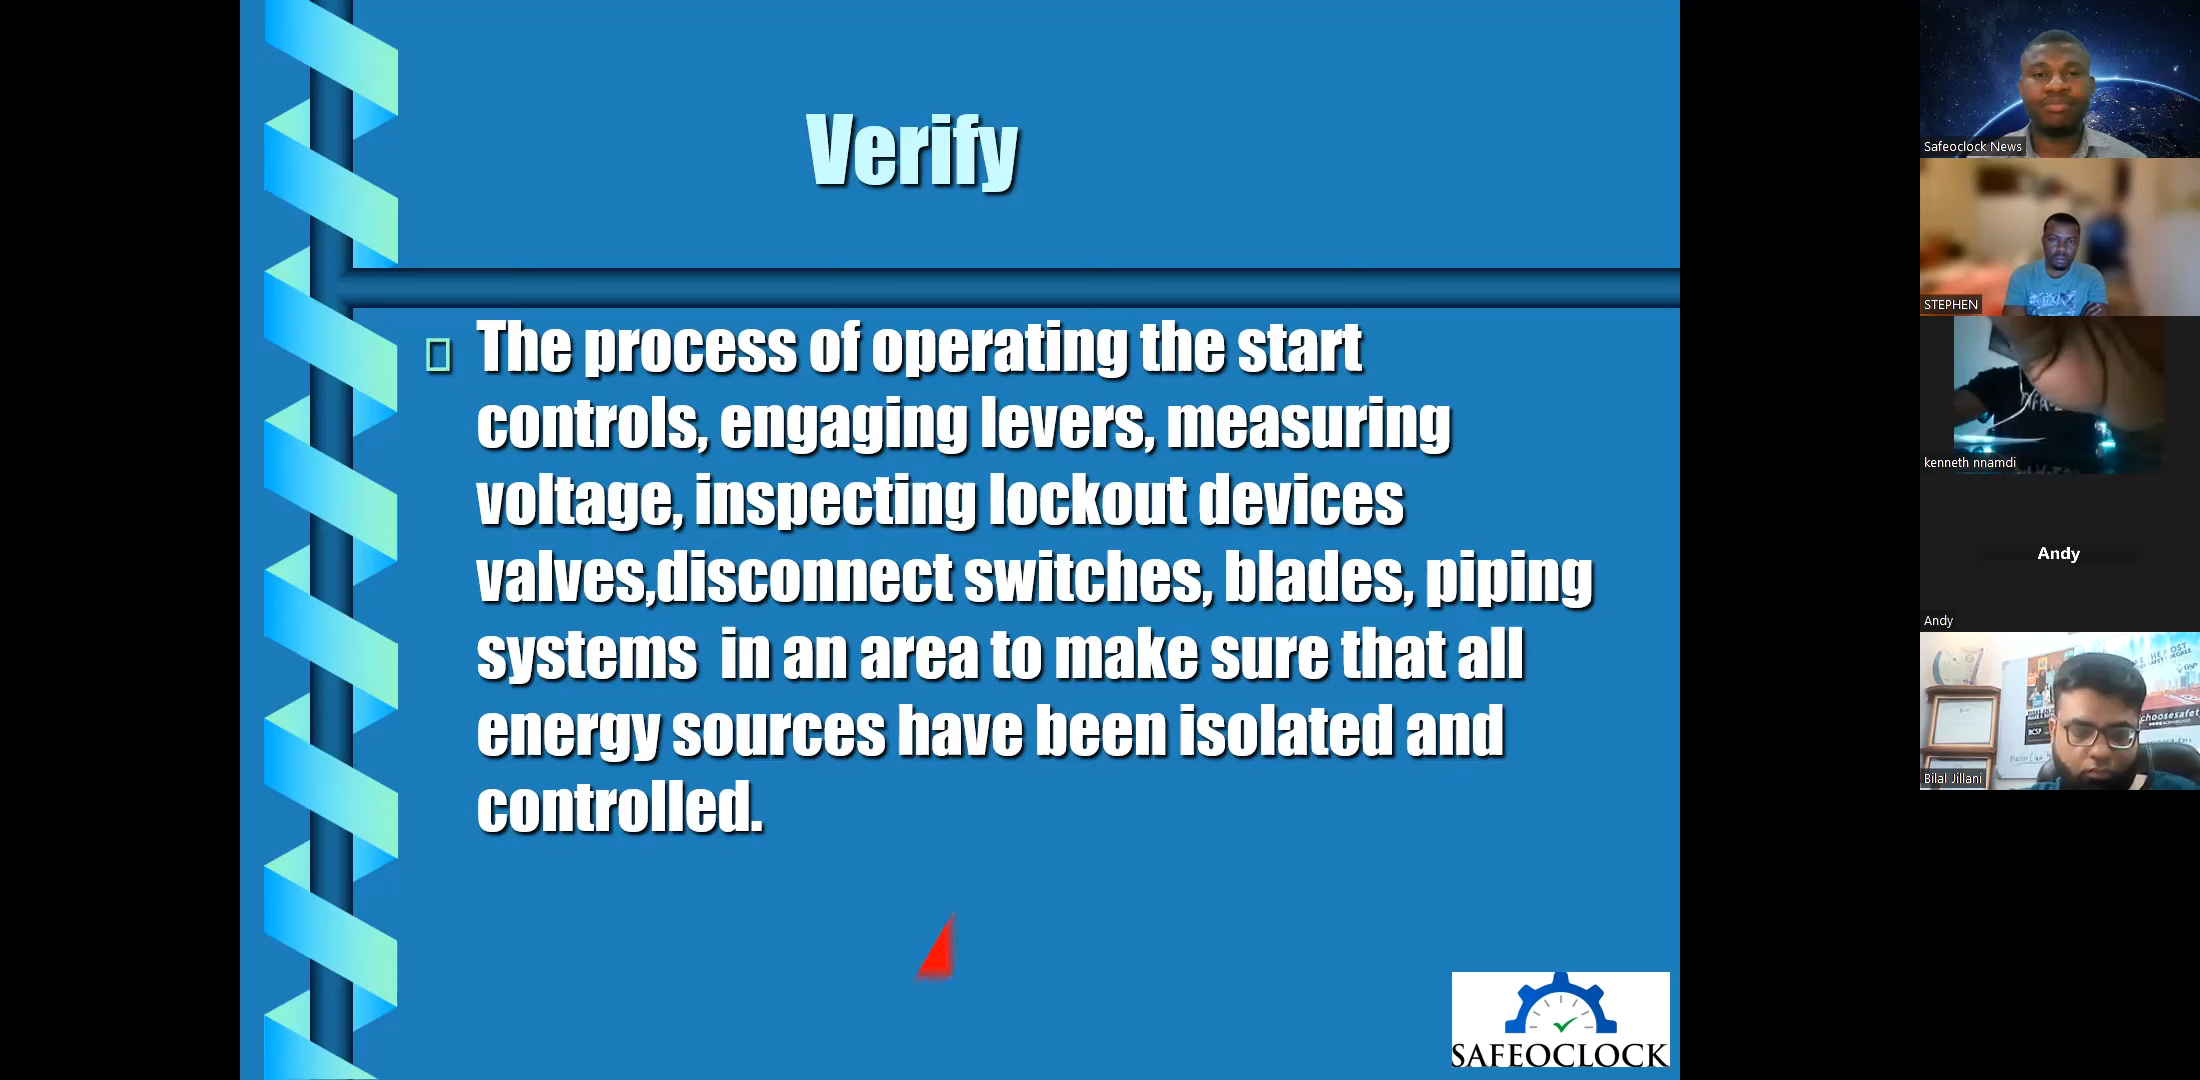 Verify
The process of operating the start
controls, engaging levers, measuring
voltage, inspecting lockout devices
valves,disconnect switches, blades, piping
systems  in an area to make sure that all
energy sources have been isolated and
controlled.
SAFEOCLOCK
Safeoclock News
STEPHEN
kenneth nnamdi
Andy
Andy
choosesafety
BCSP
Bilal Jillani